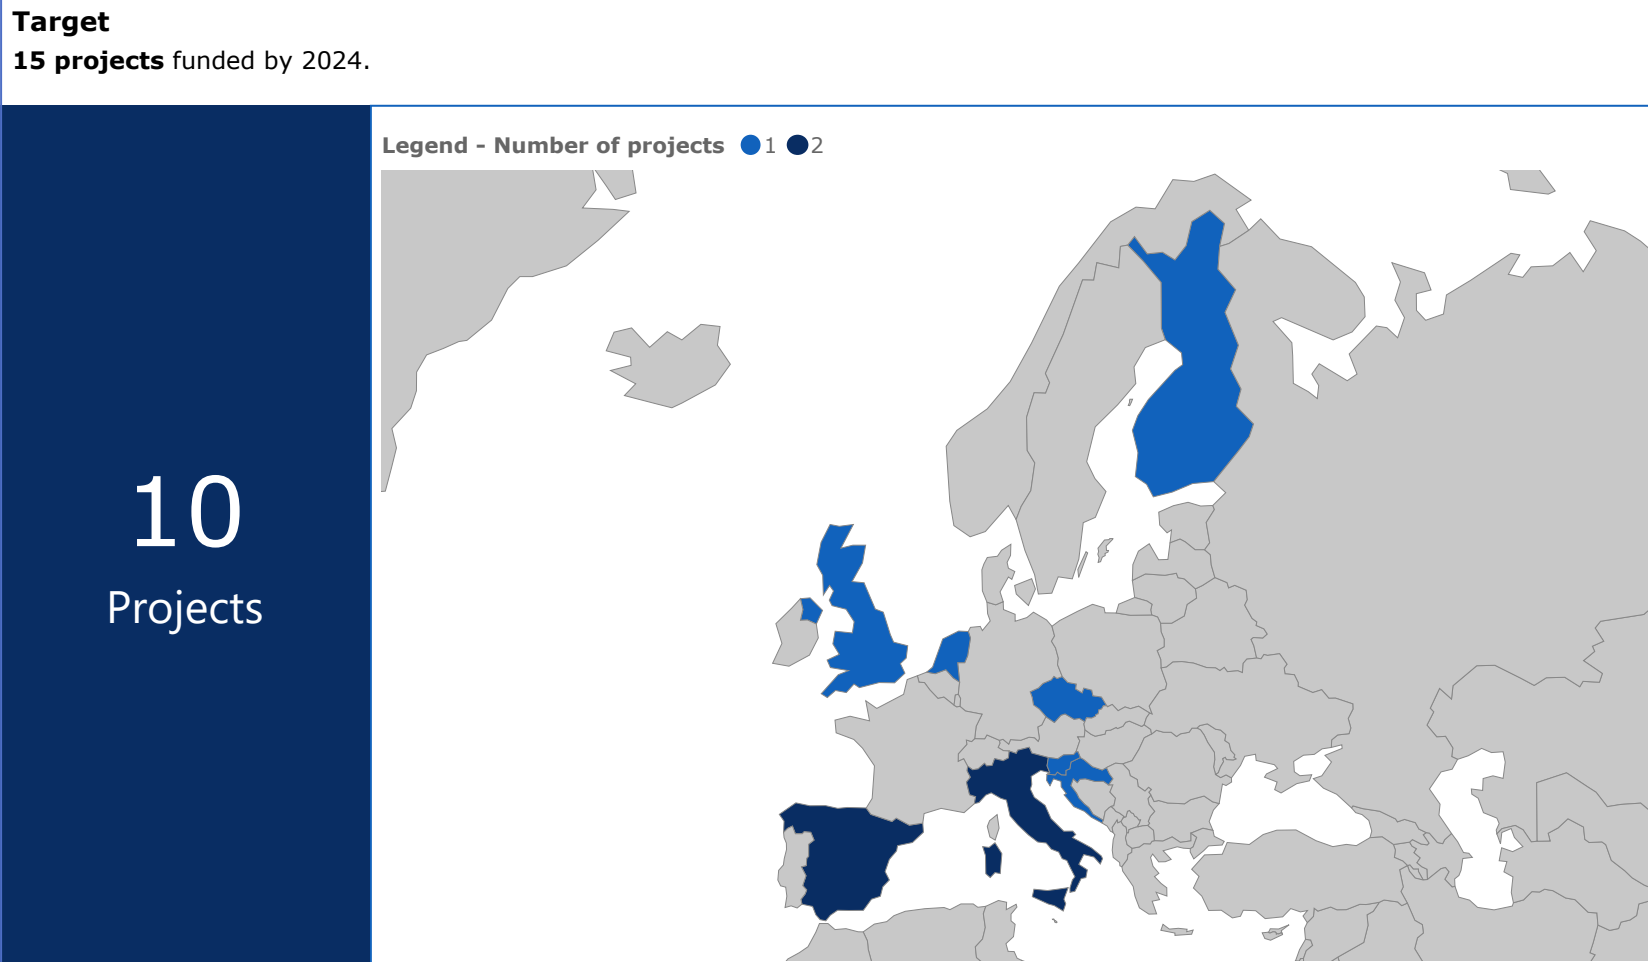 Target
15 projects funded by 2024.
Legend - Number of projects 1 2
10
Projects